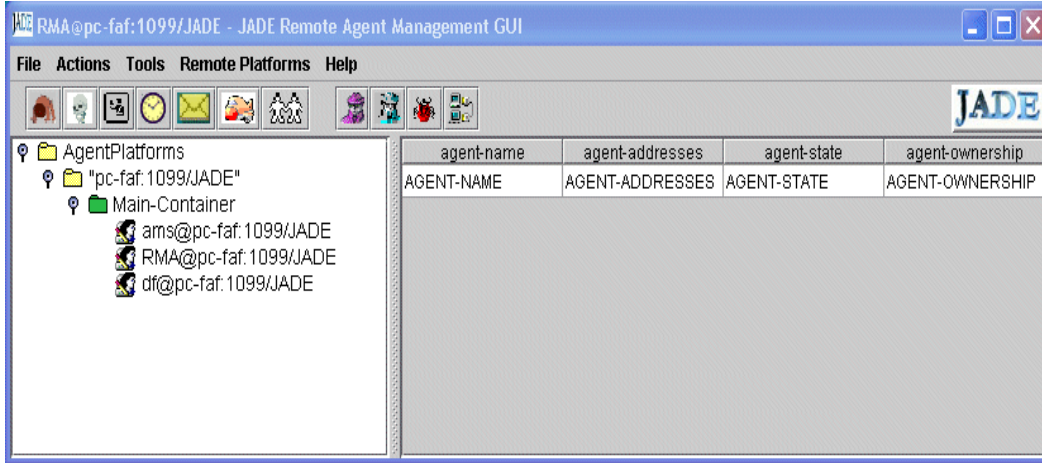 JADE RMA@pc-faf:1099/JADE - JADE Remote Agent Management GUI
File Actions Tools Remote Platforms Help
JADE
AgentPlatforms
"pc-faf:1099/JADE"
Main-Container
ams@pc-faf:1099/JADE
RMA@pc-faf:1099/JADE
df@pc-faf:1099/JADE
agent-name agent-addresses agent-state agent-ownership
AGENT-NAME AGENT-ADDRESSES AGENT-STATE AGENT-OWNERSHIP